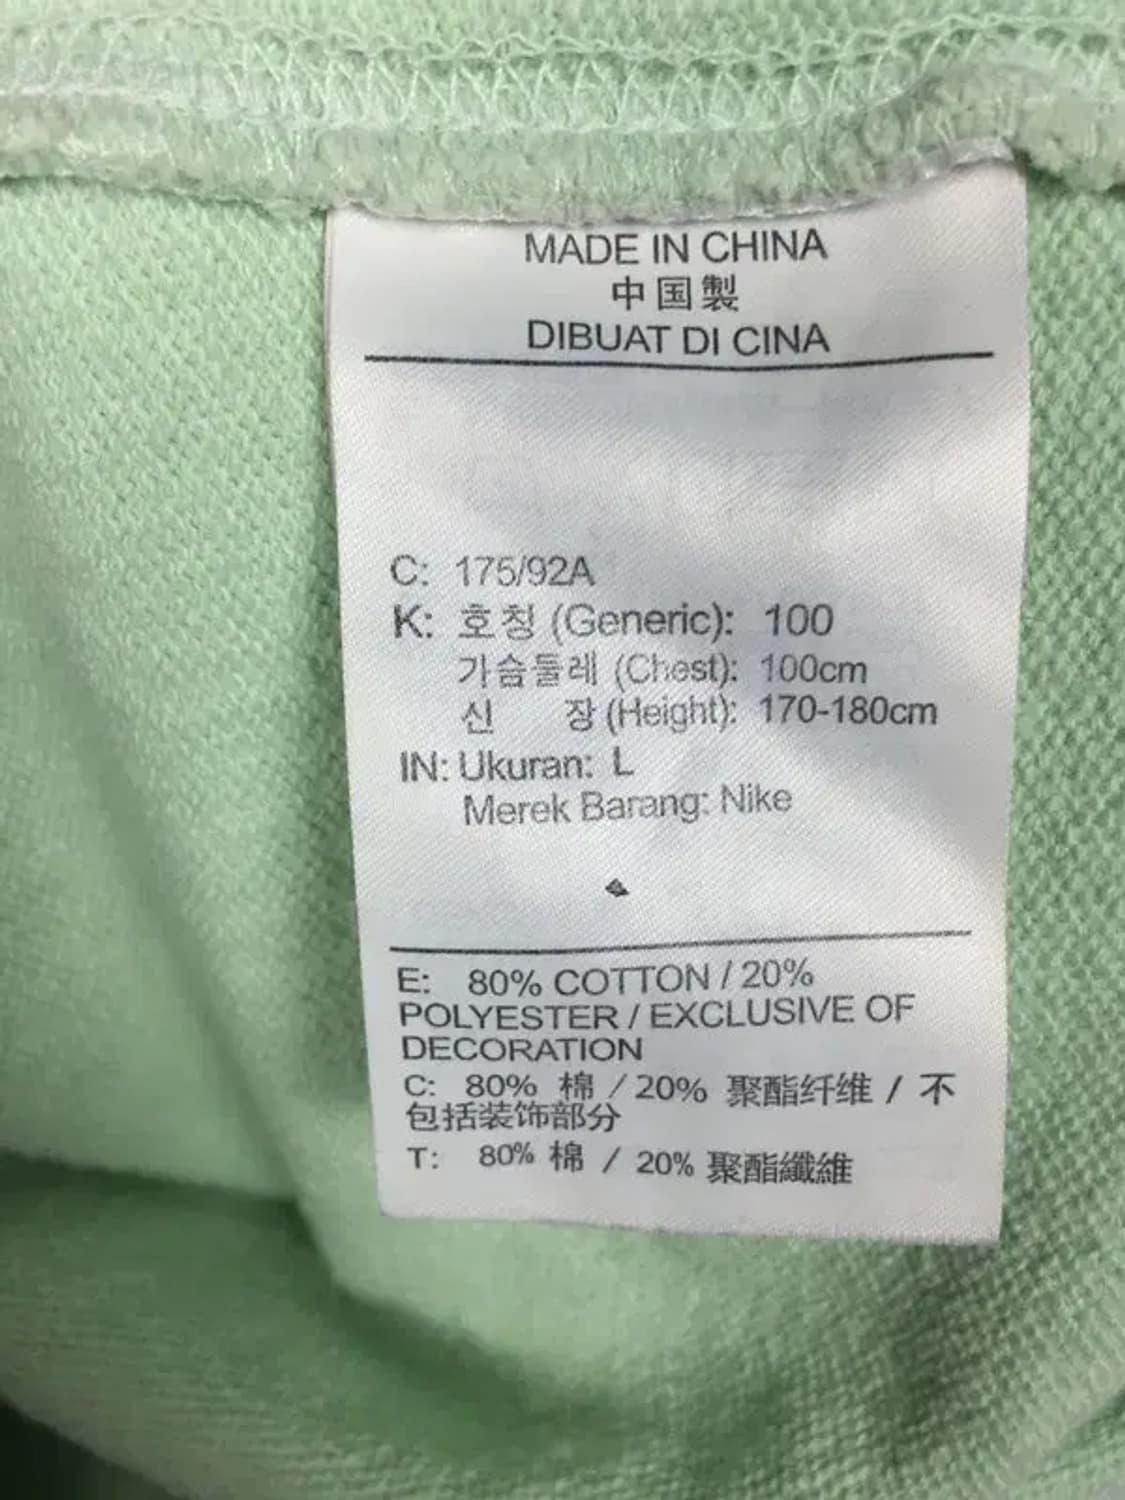 MADE IN CHINA
中国製
DIBUAT DI CINA
C: 175/92A
K: 호칭 (Generic): 100
가슴둘레 (Chest): 100cm
신 장 (Height): 170-180cm
IN: Ukuran: L
Merek Barang: Nike
E: 80% COTTON / 20%
POLYESTER / EXCLUSIVE OF
DECORATION
C: 80% 棉 / 20% 聚酯纤维 / 不
包括装饰部分
T: 80% 棉 / 20% 聚酯纖維